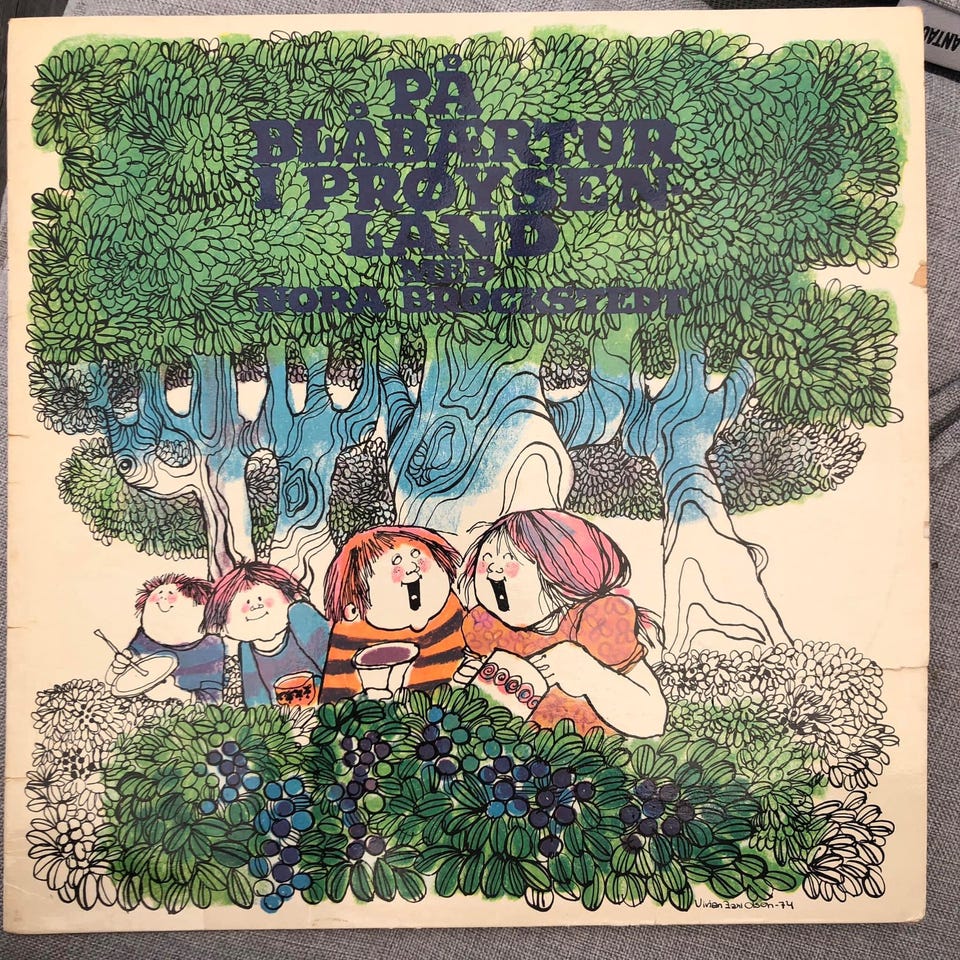 PÅ
BLÅBÆRTUR
I PRØYSEN-
LAND
MED
NORA BROCKSTEDT
Vivian Zahl Olsen-74